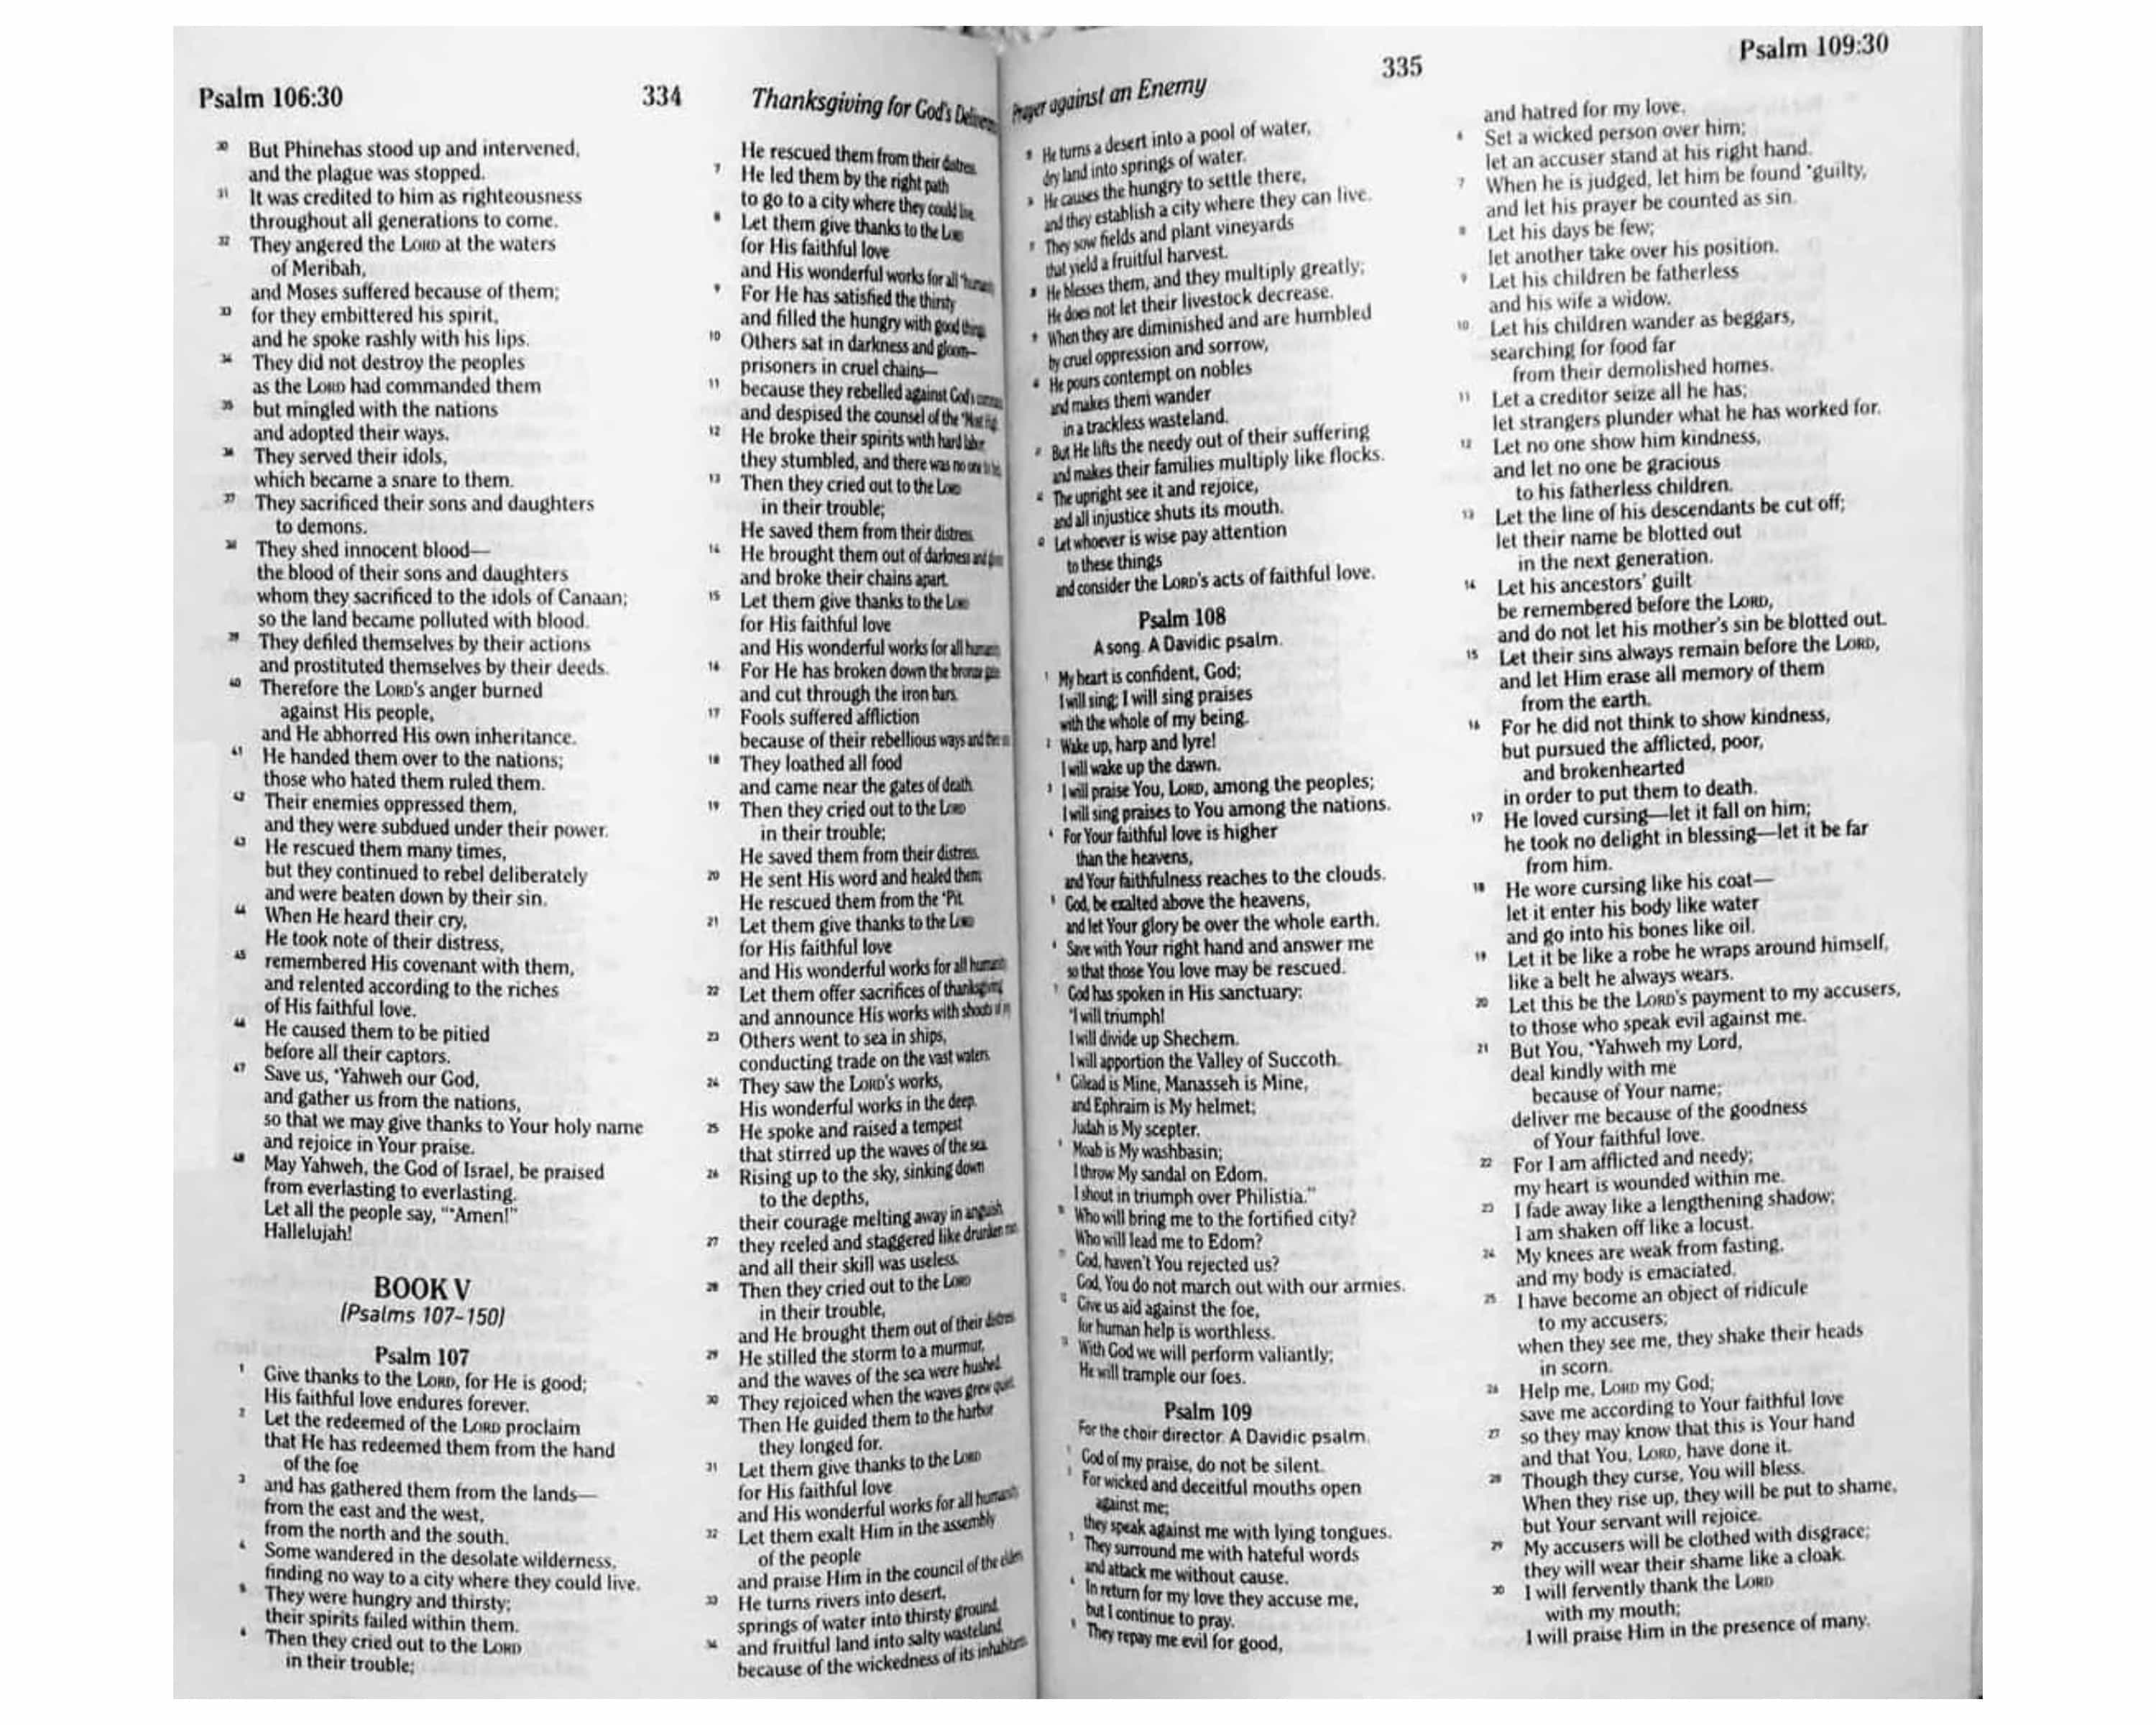 Psalm 106:30
334
Thanksgiving for God's
30 But Phinehas stood up and intervened,
and the plague was stopped.
31 It was credited to him as righteousness
throughout all generations to come.
32 They angered the LORD at the waters
of Meribah,
and Moses suffered because of them;
33 for they embittered his spirit,
and he spoke rashly with his lips.
34 They did not destroy the peoples
as the LORD had commanded them
35 but mingled with the nations
and adopted their ways.
36 They served their idols,
which became a snare to them.
37 They sacrificed their sons and daughters
to demons.
38 They shed innocent blood—
the blood of their sons and daughters
whom they sacrificed to the idols of Canaan;
so the land became polluted with blood.
39 They defiled themselves by their actions
and prostituted themselves by their deeds.
40 Therefore the LORD's anger burned
against His people,
and He abhorred His own inheritance.
41 He handed them over to the nations;
those who hated them ruled them.
42 Their enemies oppressed them,
and they were subdued under their power.
43 He rescued them many times,
but they continued to rebel deliberately
and were beaten down by their sin.
44 When He heard their cry,
He took note of their distress,
45 remembered His covenant with them,
and relented according to the riches
of His faithful love.
46 He caused them to be pitied
before all their captors.
47 Save us, •Yahweh our God,
and gather us from the nations,
so that we may give thanks to Your holy name
and rejoice in Your praise.
48 May Yahweh, the God of Israel, be praised
from everlasting to everlasting.
Let all the people say, "•Amen!"
Hallelujah!
BOOK V
(Psalms 107–150)
Psalm 107
1 Give thanks to the LORD, for He is good;
His faithful love endures forever.
2 Let the redeemed of the LORD proclaim
that He has redeemed them from the hand
of the foe
3 and has gathered them from the lands—
from the east and the west,
from the north and the south.
4 Some wandered in the desolate wilderness,
finding no way to a city where they could live.
5 They were hungry and thirsty;
their spirits failed within them.
6 Then they cried out to the LORD
in their trouble;
He rescued them from their distress.
7 He led them by the right path
to go to a city where they could live.
8 Let them give thanks to the LORD
for His faithful love
and His wonderful works for all
9 For He has satisfied the thirsty
and filled the hungry with good things.
10 Others sat in darkness and gloom—
prisoners in cruel chains—
11 because they rebelled against God's
and despised the counsel of the •Most High.
12 He broke their spirits with hard labor;
they stumbled, and there was no one to help.
13 Then they cried out to the LORD
in their trouble;
He saved them from their distress.
14 He brought them out of darkness and gloom
and broke their chains apart.
15 Let them give thanks to the LORD
for His faithful love
and His wonderful works for all humanity.
16 For He has broken down the bronze gates
and cut through the iron bars.
17 Fools suffered affliction
because of their rebellious ways and their
18 They loathed all food
and came near the gates of death.
19 Then they cried out to the LORD
in their trouble;
He saved them from their distress.
20 He sent His word and healed them;
He rescued them from the •Pit.
21 Let them give thanks to the LORD
for His faithful love
and His wonderful works for all humanity.
22 Let them offer sacrifices of thanksgiving
and announce His works with shouts of joy.
23 Others went to sea in ships,
conducting trade on the vast waters.
24 They saw the LORD's works,
His wonderful works in the deep.
25 He spoke and raised a tempest
that stirred up the waves of the sea.
26 Rising up to the sky, sinking down
to the depths,
their courage melting away in anguish,
27 they reeled and staggered like drunken men,
and all their skill was useless.
28 Then they cried out to the LORD
in their trouble,
and He brought them out of their distress.
29 He stilled the storm to a murmur,
and the waves of the sea were hushed.
30 They rejoiced when the waves grew quiet.
Then He guided them to the harbor
they longed for.
31 Let them give thanks to the LORD
for His faithful love
and His wonderful works for all humanity.
32 Let them exalt Him in the assembly
of the people
and praise Him in the council of the elders.
33 He turns rivers into desert,
springs of water into thirsty ground,
34 and fruitful land into salty wasteland,
because of the wickedness of its inhabitants.
Prayer against an Enemy
335
Psalm 109:30
He turns a desert into a pool of water,
dry land into springs of water.
He causes the hungry to settle there,
and they establish a city where they can live.
They sow fields and plant vineyards
that yield a fruitful harvest.
He blesses them, and they multiply greatly;
He does not let their livestock decrease.
When they are diminished and are humbled
by cruel oppression and sorrow,
He pours contempt on nobles
and makes them wander
in a trackless wasteland.
But He lifts the needy out of their suffering
and makes their families multiply like flocks.
The upright see it and rejoice,
and all injustice shuts its mouth.
Let whoever is wise pay attention
to these things
and consider the LORD's acts of faithful love.
Psalm 108
A song. A Davidic psalm.
1 My heart is confident, God;
I will sing; I will sing praises
with the whole of my being.
2 Wake up, harp and lyre!
I will wake up the dawn.
3 I will praise You, LORD, among the peoples;
I will sing praises to You among the nations.
4 For Your faithful love is higher
than the heavens,
and Your faithfulness reaches to the clouds.
5 God, be exalted above the heavens,
and let Your glory be over the whole earth.
6 Save with Your right hand and answer me
so that those You love may be rescued.
7 God has spoken in His sanctuary:
"I will triumph!
I will divide up Shechem.
I will apportion the Valley of Succoth.
8 Gilead is Mine, Manasseh is Mine,
and Ephraim is My helmet;
Judah is My scepter.
9 Moab is My washbasin;
I throw My sandal on Edom.
I shout in triumph over Philistia."
10 Who will bring me to the fortified city?
Who will lead me to Edom?
11 God, haven't You rejected us?
God, You do not march out with our armies.
12 Give us aid against the foe,
for human help is worthless.
13 With God we will perform valiantly;
He will trample our foes.
Psalm 109
For the choir director. A Davidic psalm.
1 God of my praise, do not be silent.
2 For wicked and deceitful mouths open
against me;
they speak against me with lying tongues.
3 They surround me with hateful words
and attack me without cause.
4 In return for my love they accuse me,
but I continue to pray.
5 They repay me evil for good,
and hatred for my love.
6 Set a wicked person over him;
let an accuser stand at his right hand.
7 When he is judged, let him be found •guilty,
and let his prayer be counted as sin.
8 Let his days be few;
let another take over his position.
9 Let his children be fatherless
and his wife a widow.
10 Let his children wander as beggars,
searching for food far
from their demolished homes.
11 Let a creditor seize all he has;
let strangers plunder what he has worked for.
12 Let no one show him kindness,
and let no one be gracious
to his fatherless children.
13 Let the line of his descendants be cut off;
let their name be blotted out
in the next generation.
14 Let his ancestors' guilt
be remembered before the LORD,
and do not let his mother's sin be blotted out.
15 Let their sins always remain before the LORD,
and let Him erase all memory of them
from the earth.
16 For he did not think to show kindness,
but pursued the afflicted, poor,
and brokenhearted
in order to put them to death.
17 He loved cursing—let it fall on him;
he took no delight in blessing—let it be far
from him.
18 He wore cursing like his coat—
let it enter his body like water
and go into his bones like oil.
19 Let it be like a robe he wraps around himself,
like a belt he always wears.
20 Let this be the LORD's payment to my accusers,
to those who speak evil against me.
21 But You, •Yahweh my Lord,
deal kindly with me
because of Your name;
deliver me because of the goodness
of Your faithful love.
22 For I am afflicted and needy;
my heart is wounded within me.
23 I fade away like a lengthening shadow;
I am shaken off like a locust.
24 My knees are weak from fasting,
and my body is emaciated.
25 I have become an object of ridicule
to my accusers;
when they see me, they shake their heads
in scorn.
26 Help me, LORD my God;
save me according to Your faithful love
27 so they may know that this is Your hand
and that You, LORD, have done it.
28 Though they curse, You will bless.
When they rise up, they will be put to shame,
but Your servant will rejoice.
29 My accusers will be clothed with disgrace;
they will wear their shame like a cloak.
30 I will fervently thank the LORD
with my mouth;
I will praise Him in the presence of many.